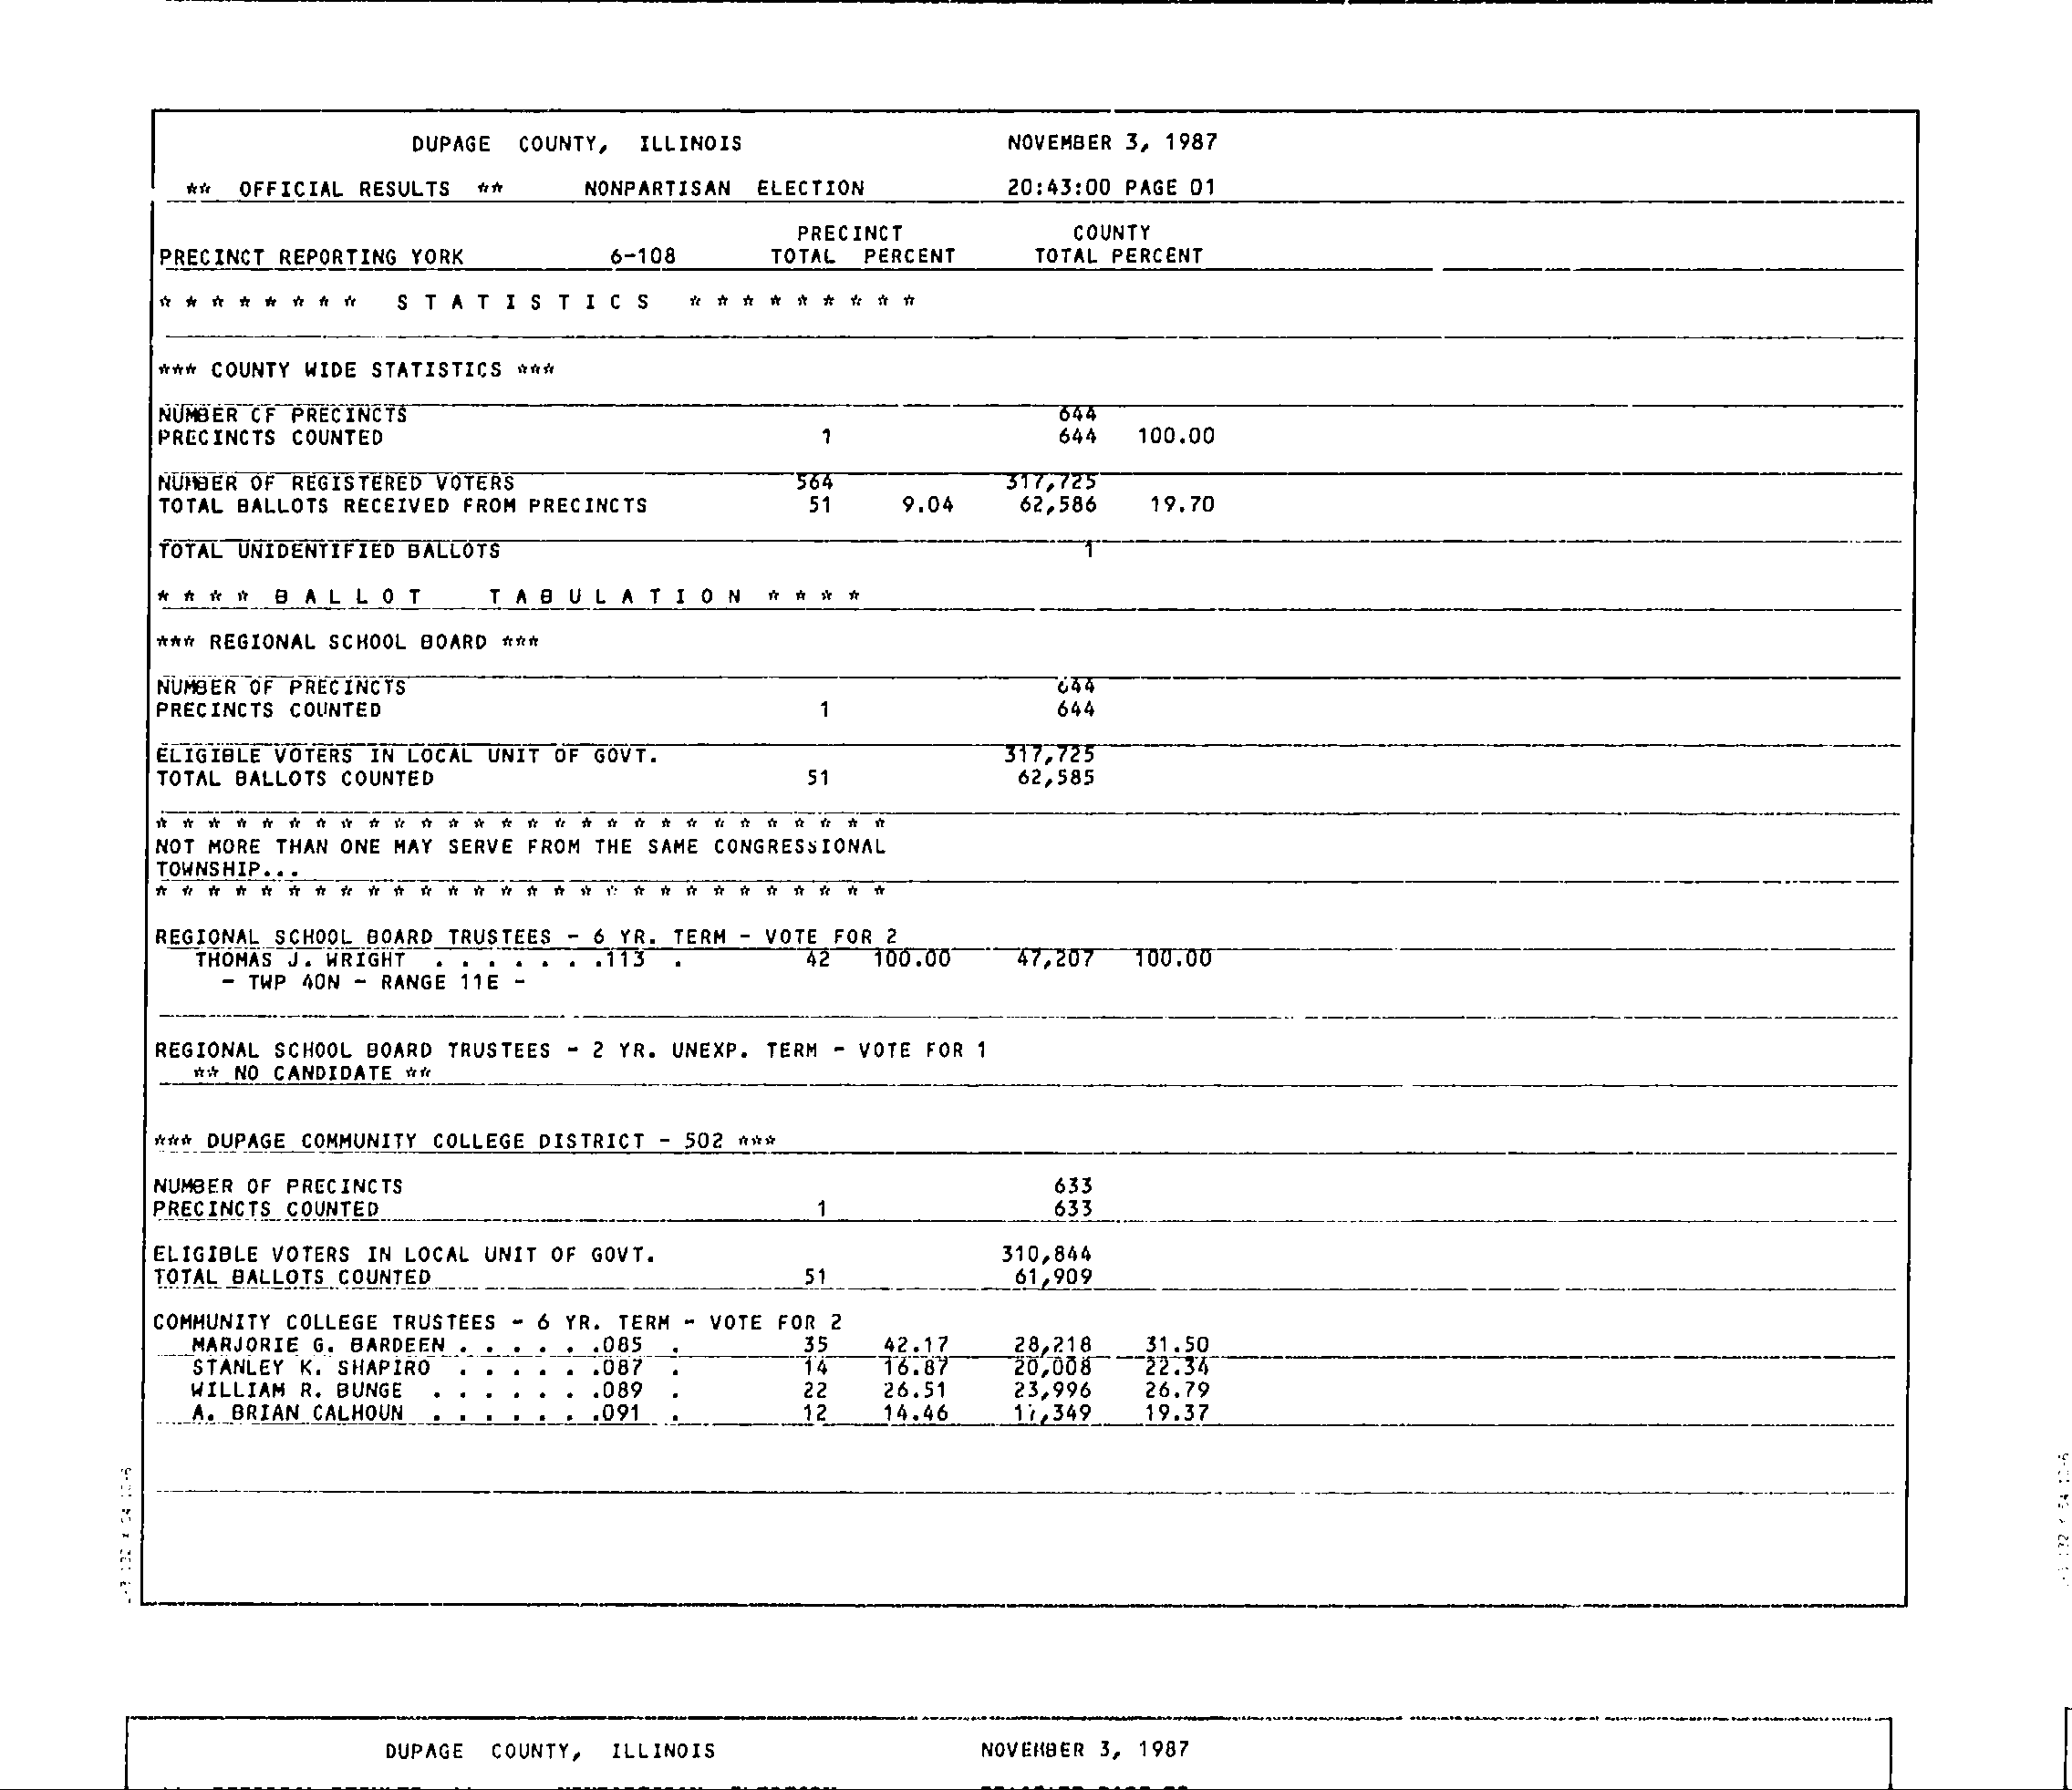 DUPAGE COUNTY, ILLINOIS NOVEMBER 3, 1987
** OFFICIAL RESULTS ** NONPARTISAN ELECTION 20:43:00 PAGE 01
PRECINCT COUNTY
PRECINCT REPORTING YORK 6-108 TOTAL PERCENT TOTAL PERCENT
* * * * * * * * S T A T I S T I C S * * * * * * * * *
*** COUNTY WIDE STATISTICS ***
NUMBER CF PRECINCTS 644
PRECINCTS COUNTED 1 644 100.00
NUMBER OF REGISTERED VOTERS 564 317,725
TOTAL BALLOTS RECEIVED FROM PRECINCTS 51 9.04 62,586 19.70
TOTAL UNIDENTIFIED BALLOTS 1
* * * * B A L L O T T A B U L A T I O N * * * *
*** REGIONAL SCHOOL BOARD ***
NUMBER OF PRECINCTS 644
PRECINCTS COUNTED 1 644
ELIGIBLE VOTERS IN LOCAL UNIT OF GOVT. 317,725
TOTAL BALLOTS COUNTED 51 62,585
* * * * * * * * * * * * * * * * * * * * * * * * * * * *
NOT MORE THAN ONE MAY SERVE FROM THE SAME CONGRESSIONAL
TOWNSHIP...
* * * * * * * * * * * * * * * * * * * * * * * * * * * *
REGIONAL SCHOOL BOARD TRUSTEES - 6 YR. TERM - VOTE FOR 2
THOMAS J. WRIGHT . . . . . . .113 . 42 100.00 47,207 100.00
- TWP 40N - RANGE 11E -
REGIONAL SCHOOL BOARD TRUSTEES - 2 YR. UNEXP. TERM - VOTE FOR 1
** NO CANDIDATE **
*** DUPAGE COMMUNITY COLLEGE DISTRICT - 502 ***
NUMBER OF PRECINCTS 633
PRECINCTS COUNTED 1 633
ELIGIBLE VOTERS IN LOCAL UNIT OF GOVT. 310,844
TOTAL BALLOTS COUNTED 51 61,909
COMMUNITY COLLEGE TRUSTEES - 6 YR. TERM - VOTE FOR 2
MARJORIE G. BARDEEN . . . . . .085 . 35 42.17 28,218 31.50
STANLEY K. SHAPIRO . . . . . .087 . 14 16.87 20,008 22.34
WILLIAM R. BUNGE . . . . . . .089 . 22 26.51 23,996 26.79
A. BRIAN CALHOUN . . . . . . .091 . 12 14.46 17,349 19.37
DUPAGE COUNTY, ILLINOIS NOVEMBER 3, 1987